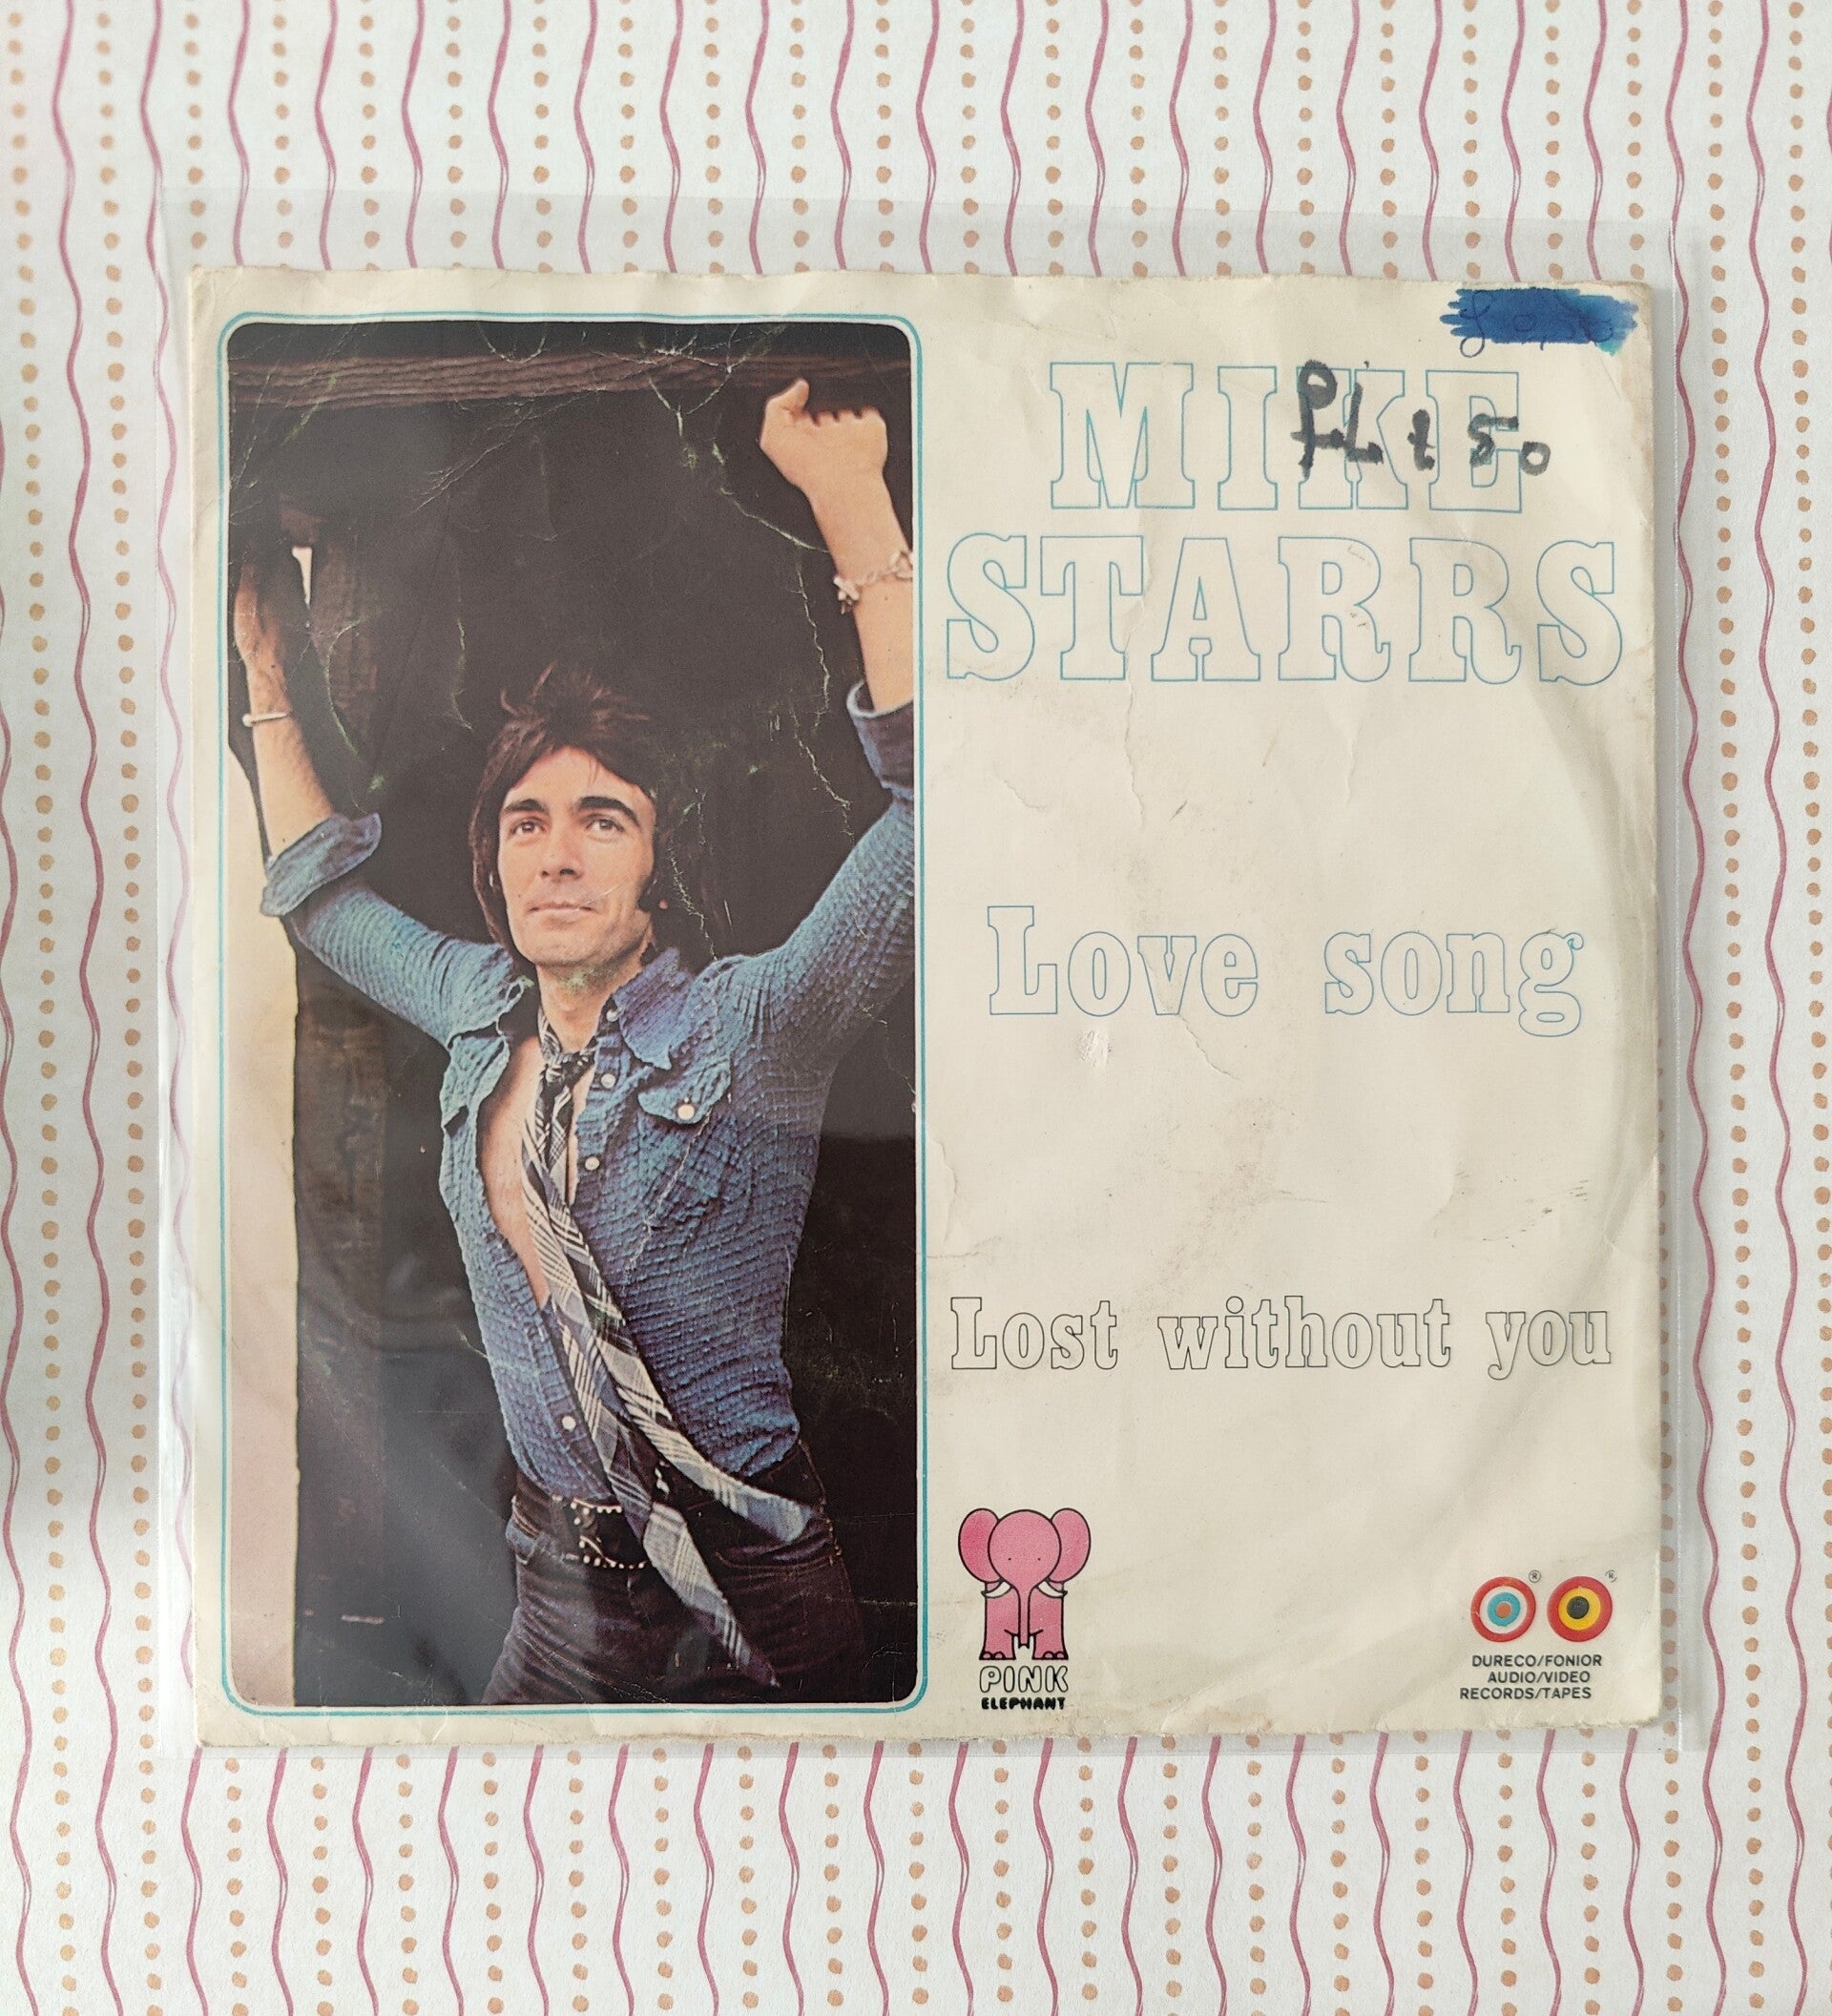 MIKE
STARRS
Love song
Lost without you
PINK
ELEPHANT
® ®
DURECO/FONIOR
AUDIO/VIDEO
RECORDS/TAPES